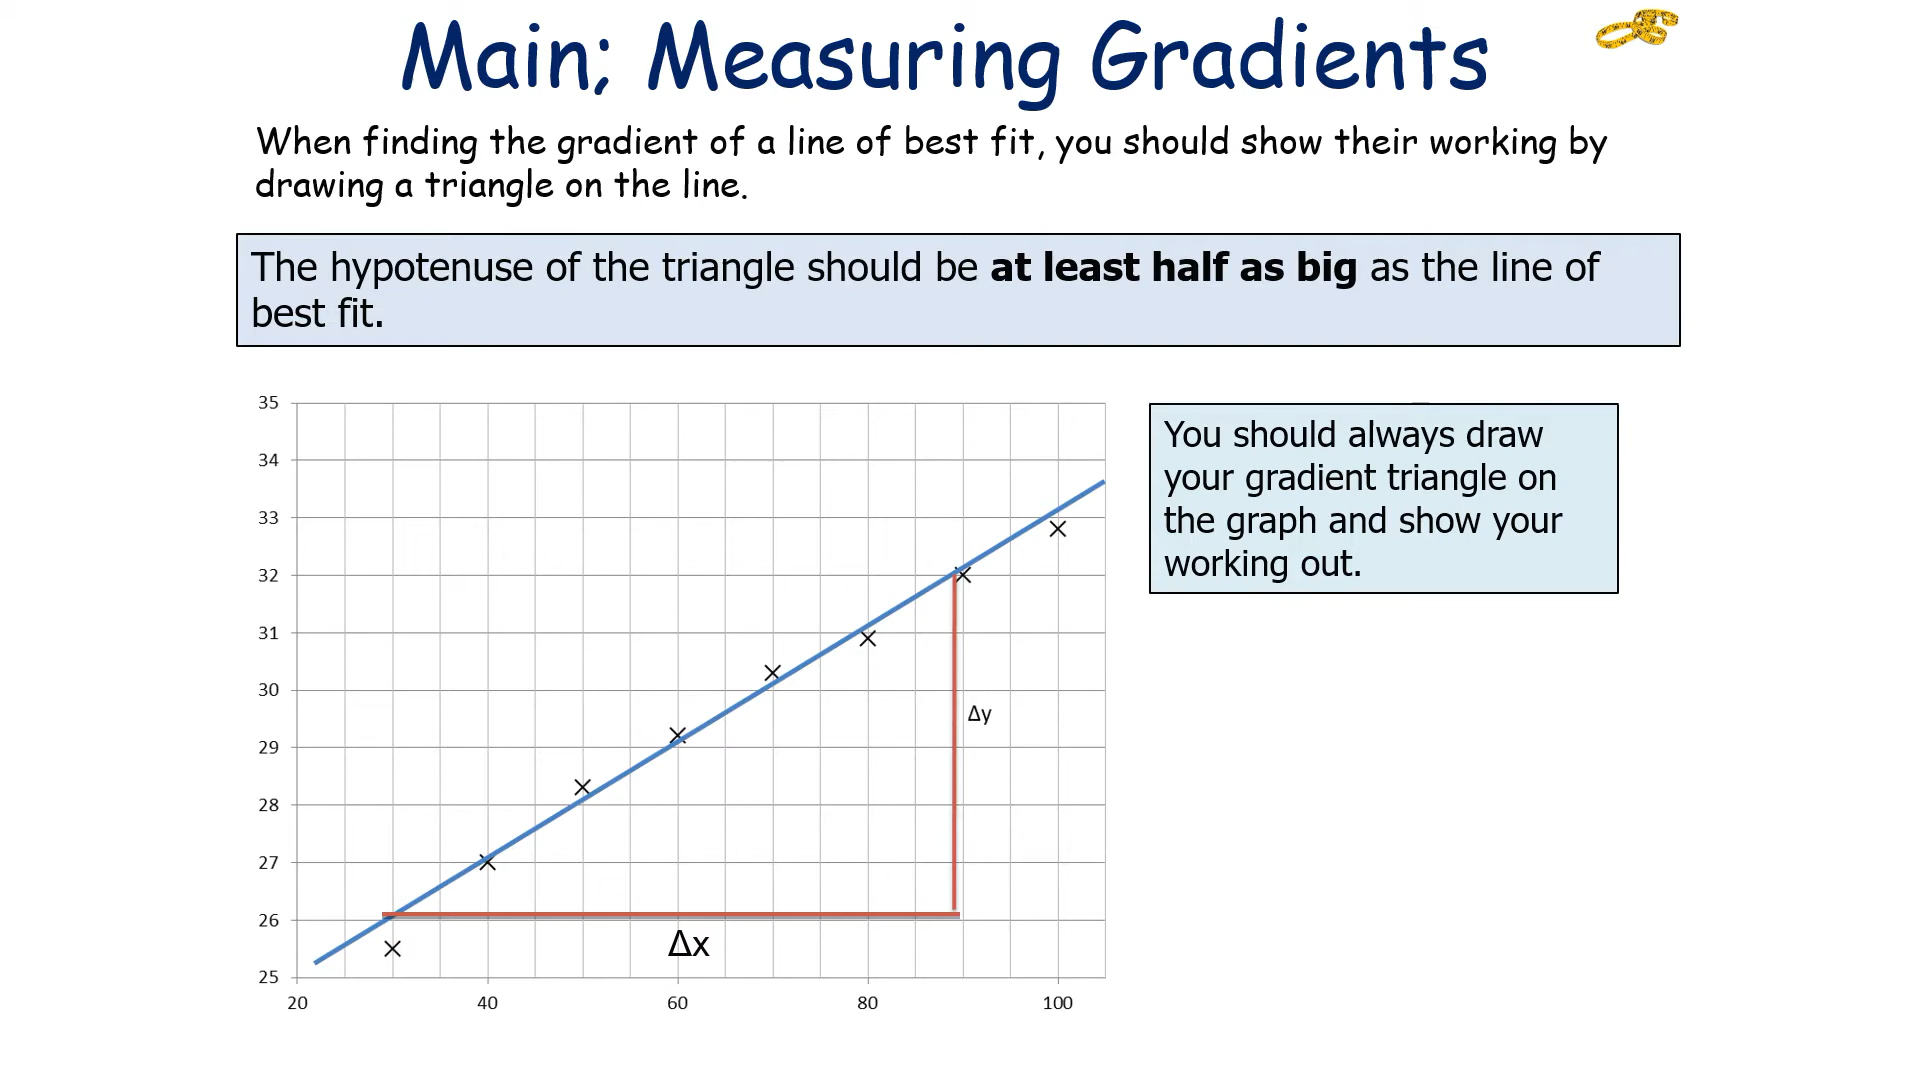 Main; Measuring Gradients
When finding the gradient of a line of best fit, you should show their working by
drawing a triangle on the line.
The hypotenuse of the triangle should be at least half as big as the line of
best fit.
You should always draw
your gradient triangle on
the graph and show your
working out.
35
34
33
32
31
30
29
28
27
26
25
Δy
Δx
20 40 60 80 100